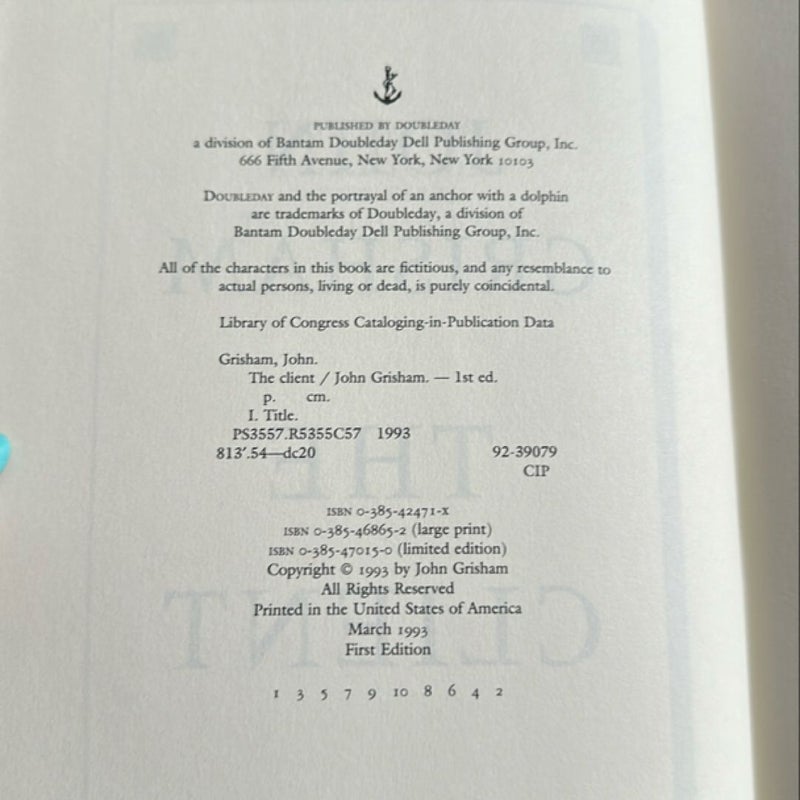 PUBLISHED BY DOUBLEDAY
a division of Bantam Doubleday Dell Publishing Group, Inc.
666 Fifth Avenue, New York, New York 10103
DOUBLEDAY and the portrayal of an anchor with a dolphin
are trademarks of Doubleday, a division of
Bantam Doubleday Dell Publishing Group, Inc.
All of the characters in this book are fictitious, and any resemblance to
actual persons, living or dead, is purely coincidental.
Library of Congress Cataloging-in-Publication Data
Grisham, John.
The client / John Grisham. — 1st ed.
p. cm.
I. Title.
PS3557.R5355C57 1993
813'.54—dc20 92-39079
CIP
ISBN 0-385-42471-X
ISBN 0-385-46865-2 (large print)
ISBN 0-385-47015-0 (limited edition)
Copyright © 1993 by John Grisham
All Rights Reserved
Printed in the United States of America
March 1993
First Edition
1 3 5 7 9 10 8 6 4 2